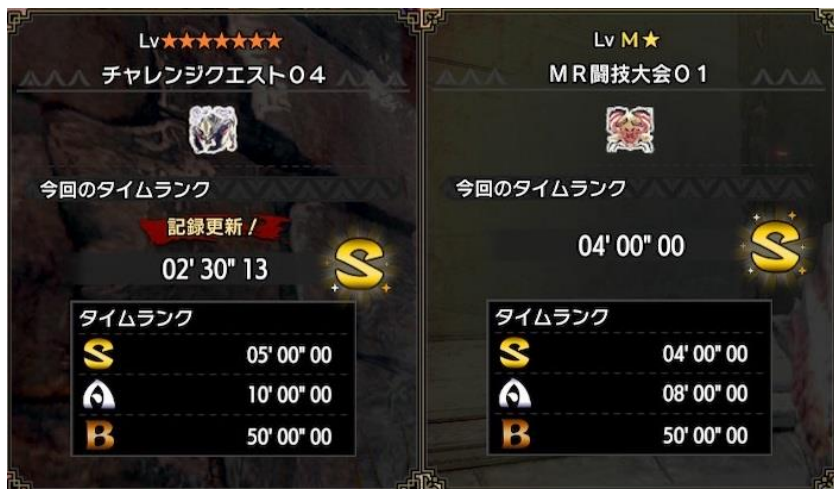 Lv★★★★★★★
チャレンジクエスト04
今回のタイムランク
記録更新!
02'30"13
S
タイムランク
S 05'00"00
A 10'00"00
B 50'00"00
Lv M★
MR闘技大会01
今回のタイムランク
04'00"00
S
タイムランク
S 04'00"00
A 08'00"00
B 50'00"00